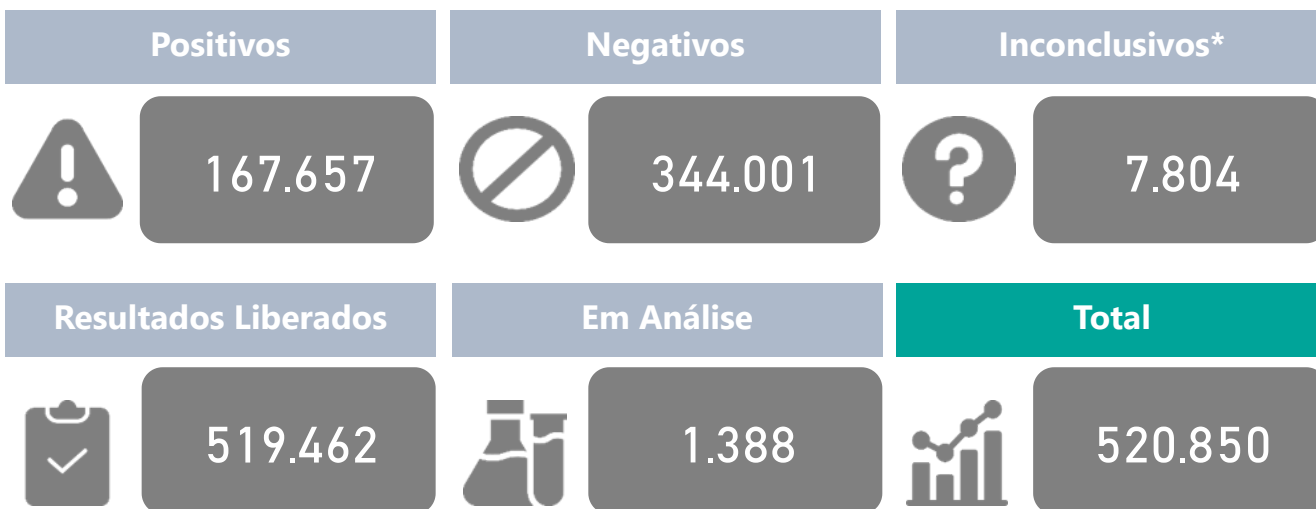 Positivos
Negativos
Inconclusivos*
167.657
344.001
7.804
Resultados Liberados
Em Análise
Total
519.462
1.388
520.850